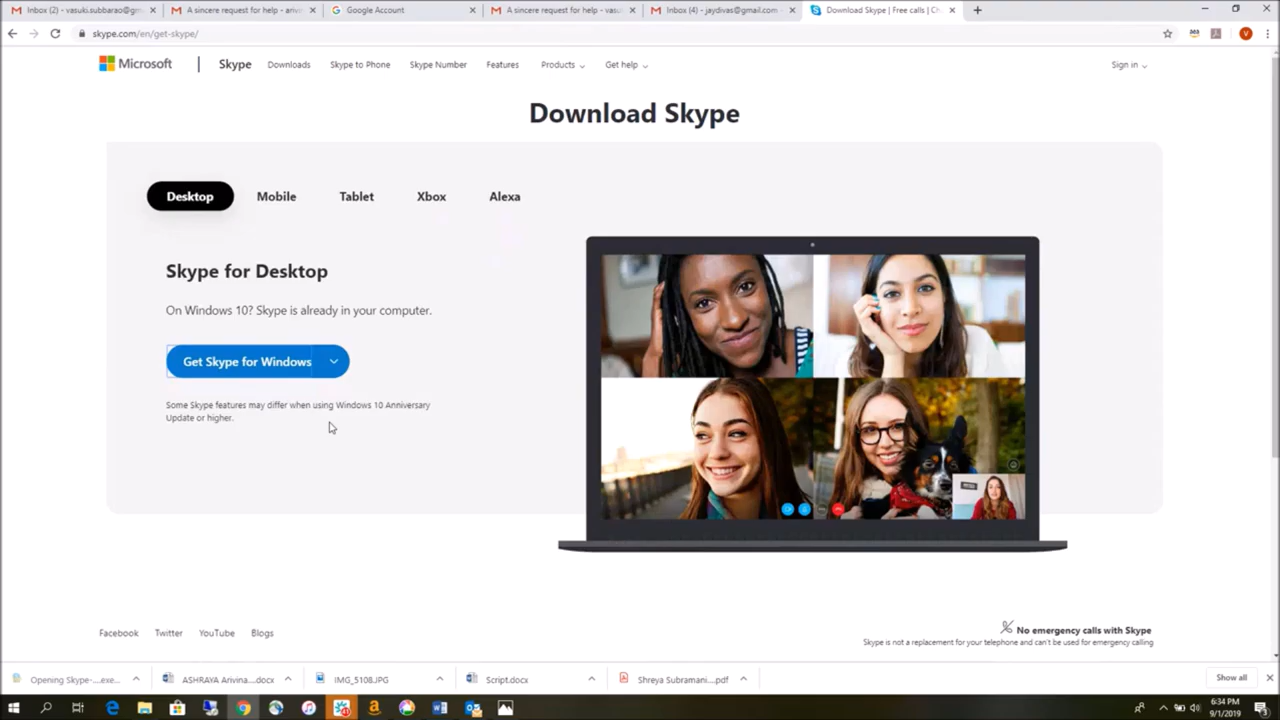 Inbox (2) - vasuki.subbarao@gm
A sincere request for help - arivin
Google Account
A sincere request for help - vasuk
Inbox (4) - jaydivas@gmail.com
Download Skype | Free calls | Ch
skype.com/en/get-skype/
V
Microsoft
Skype
Downloads
Skype to Phone
Skype Number
Features
Products
Get help
Sign in
Download Skype
Desktop
Mobile
Tablet
Xbox
Alexa
Skype for Desktop
On Windows 10? Skype is already in your computer.
Get Skype for Windows
Some Skype features may differ when using Windows 10 Anniversary
Update or higher.
Facebook
Twitter
YouTube
Blogs
No emergency calls with Skype
Skype is not a replacement for your telephone and can't be used for emergency calling
Opening Skype-....exe
ASHRAYA Arivina....docx
IMG_5108.JPG
Script.docx
Shreya Subramani....pdf
Show all
6:34 PM
9/1/2019